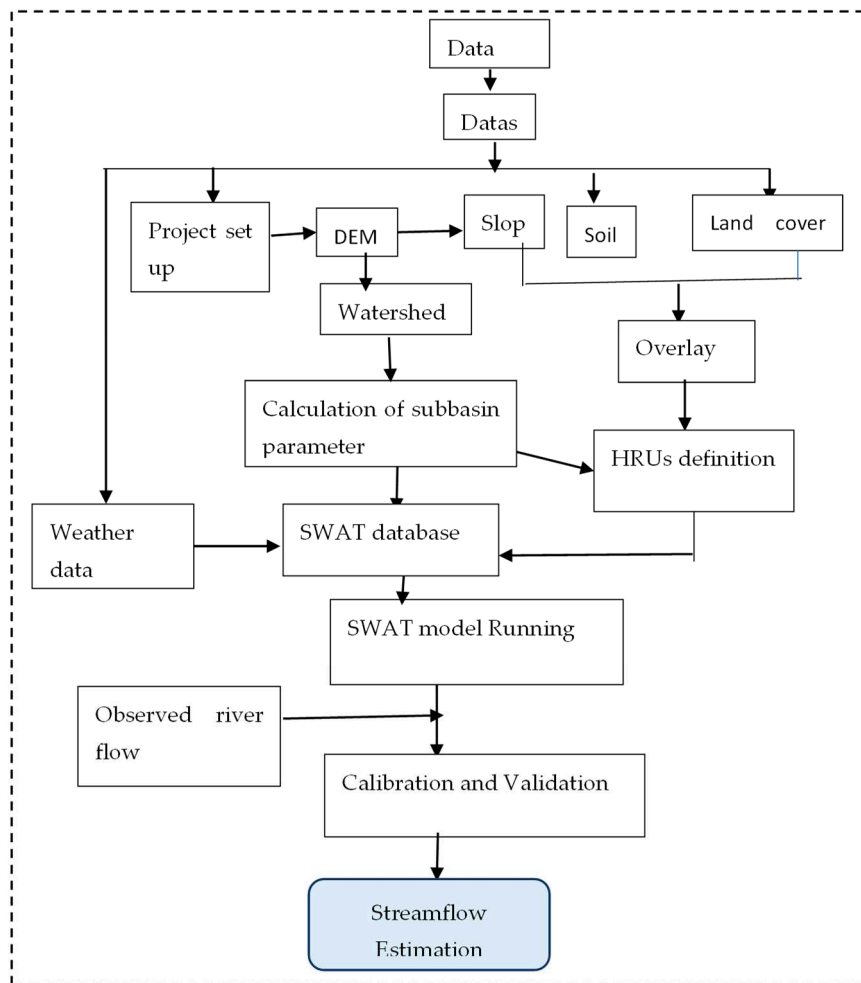 Data
Datas
Project set
up
DEM
Slop
Soil
Land cover
Watershed
Overlay
Calculation of subbasin
parameter
HRUs definition
Weather
data
SWAT database
SWAT model Running
Observed river
flow
Calibration and Validation
Streamflow
Estimation